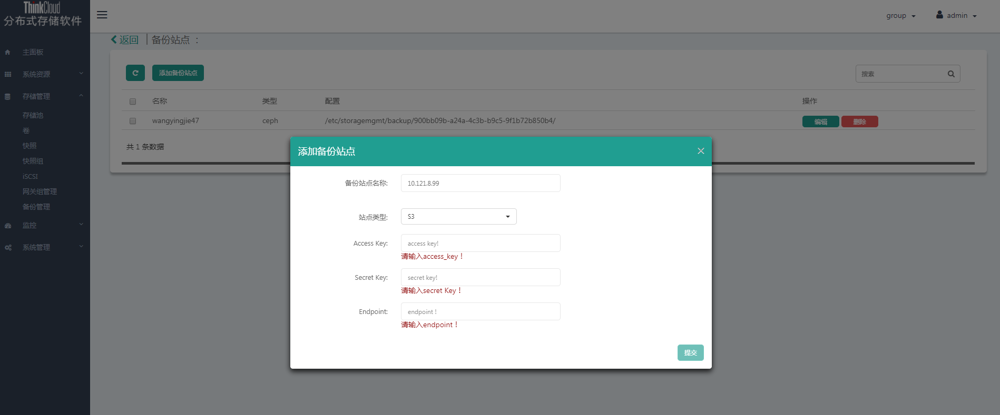 ThinkCloud
分布式存储软件
group
admin
主面板
系统资源
存储管理
存储池
卷
快照
快照组
iSCSI
网关组管理
备份管理
监控
系统管理
返回
备份站点 ：
添加备份站点
搜索
名称 类型 配置 操作
wangyingjie47 ceph /etc/storagemgmt/backup/900bb09b-a24a-4c3b-b9c5-9f1b72b850b4/ 编辑 删除
共 1 条数据
添加备份站点
备份站点名称: 10.121.8.99
站点类型: S3
Access Key: access key!
请输入access_key！
Secret Key: secret key!
请输入secret Key！
Endpoint: endpoint !
请输入endpoint！
提交